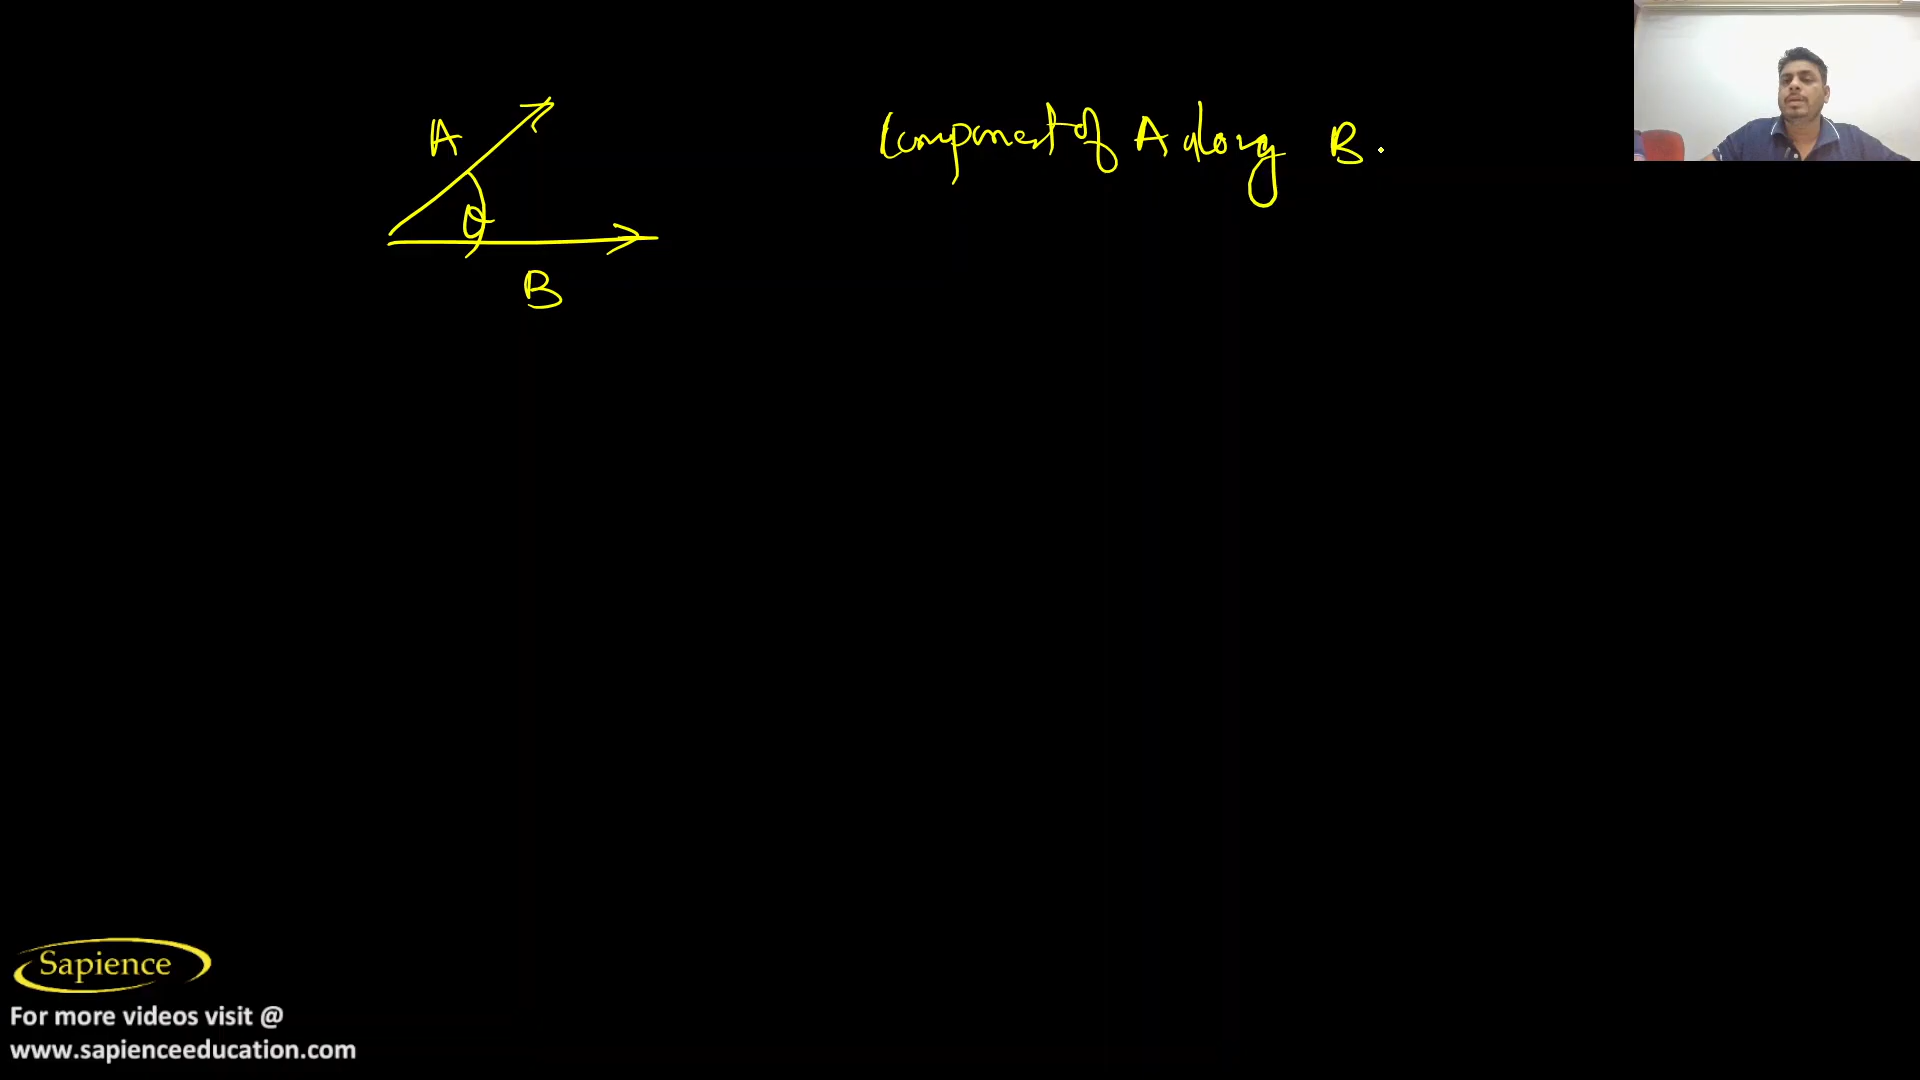 A
Component of A along B.
θ
B
Sapience
For more videos visit @
www.sapienceeducation.com